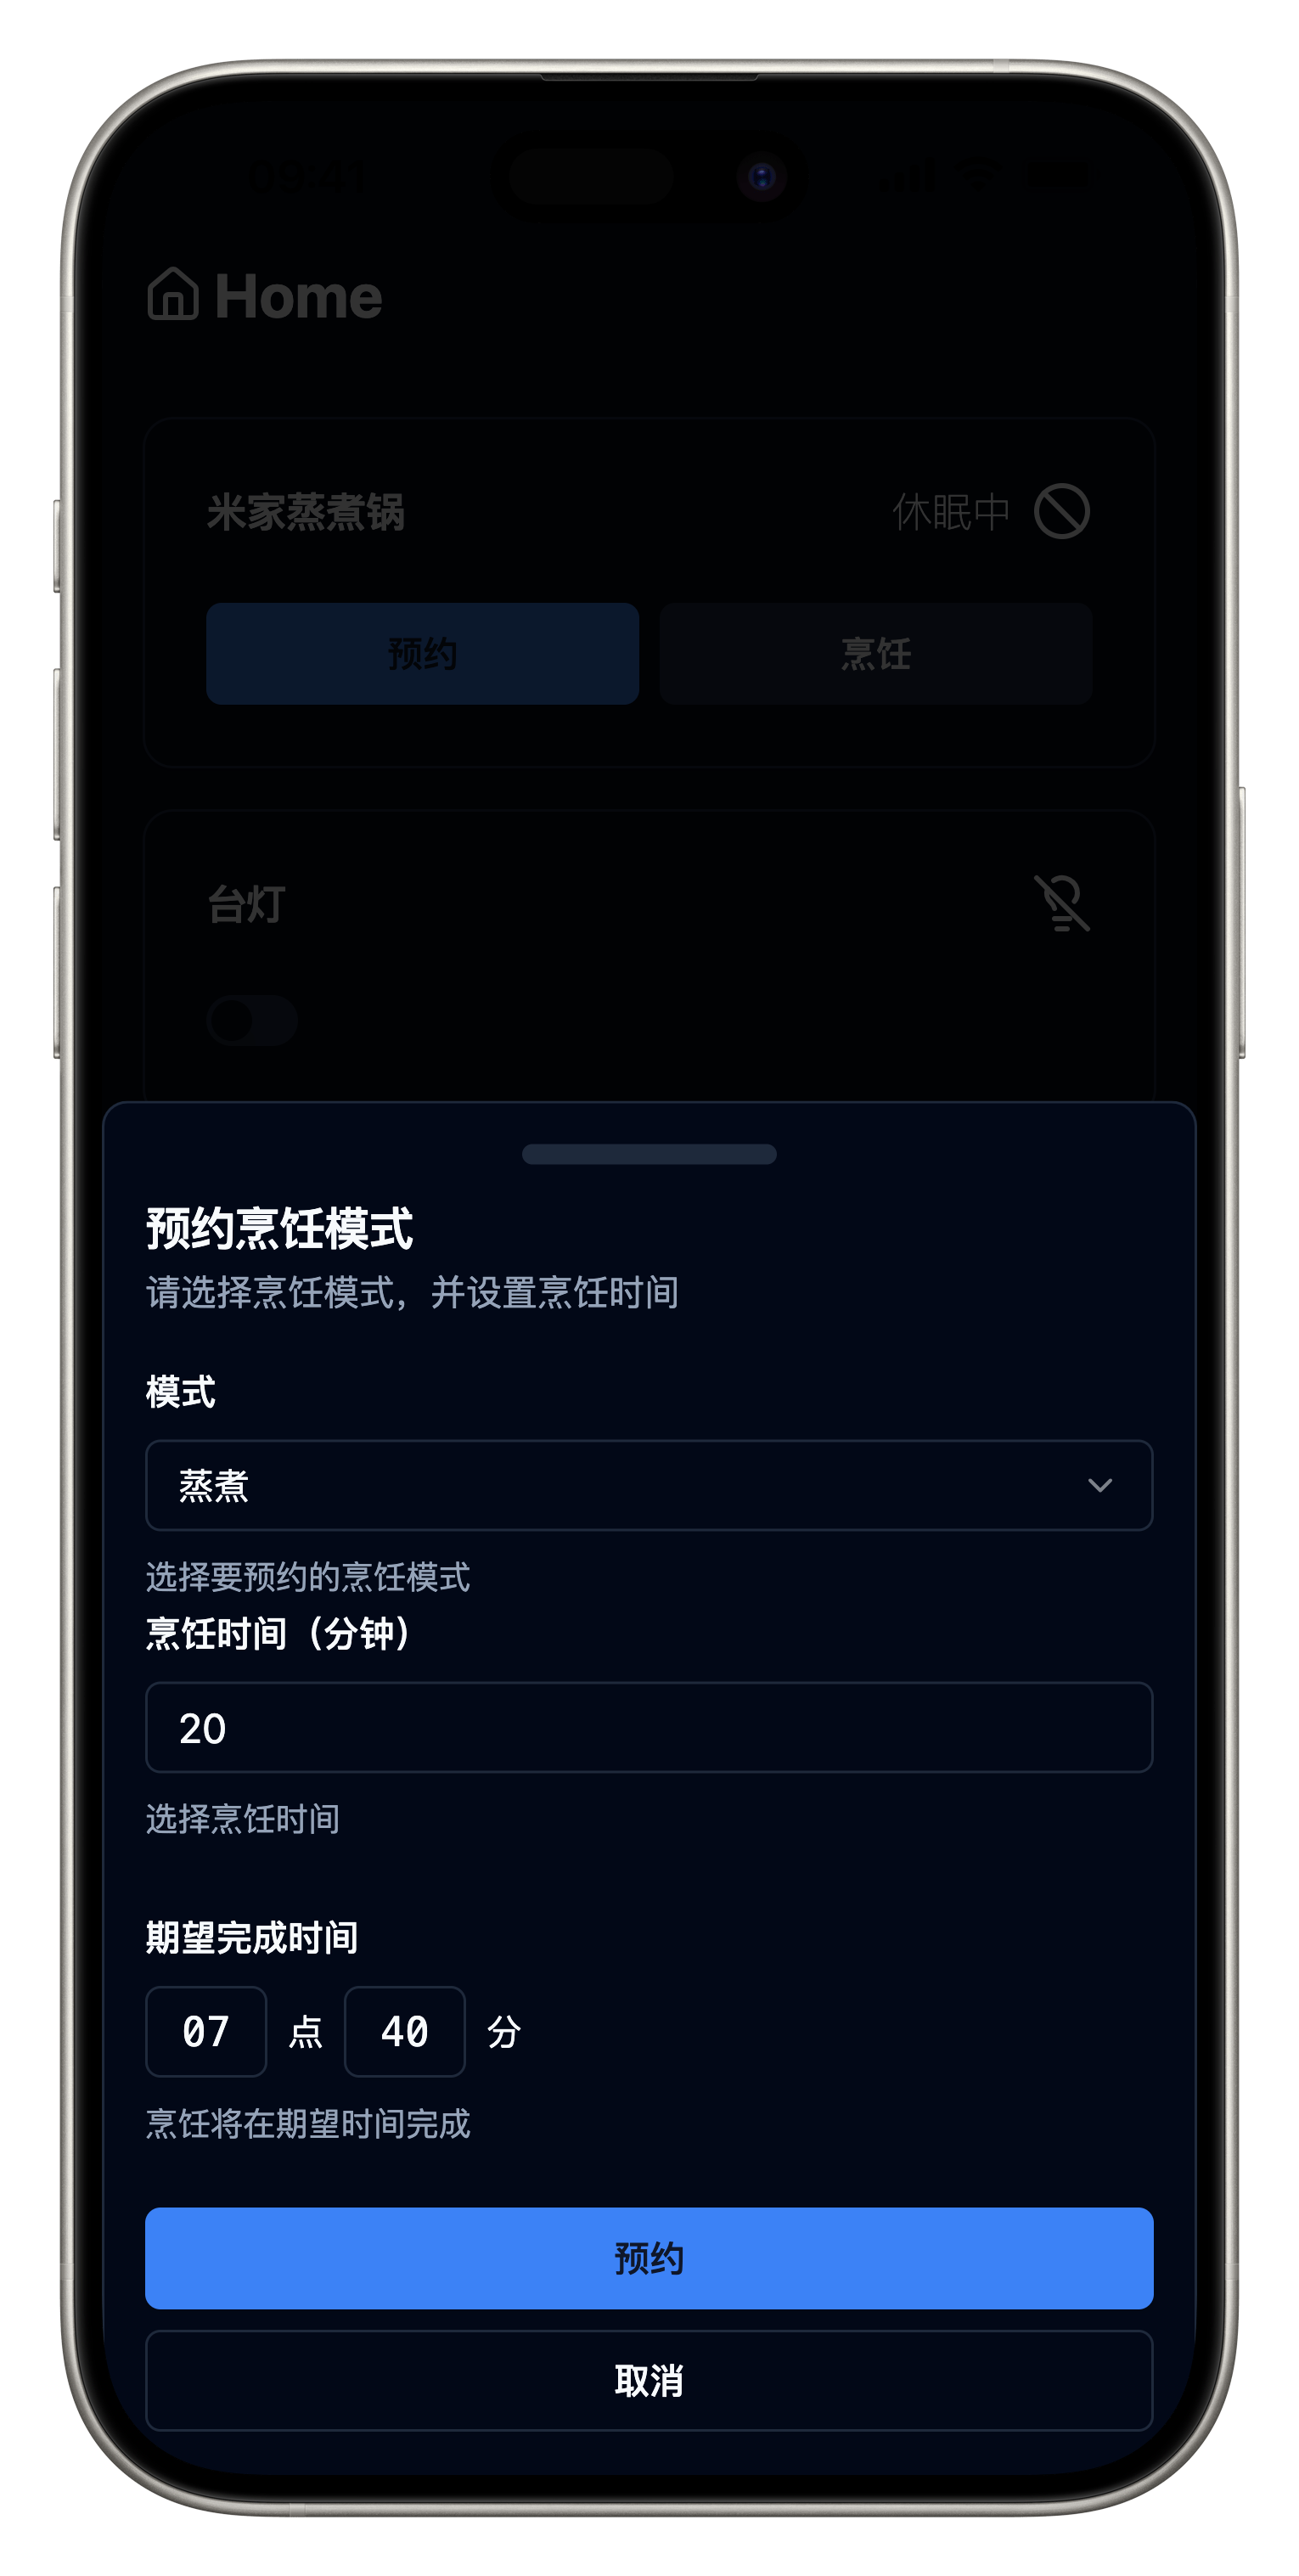 09:41
Home
米家蒸煮锅 休眠中
预约 烹饪
台灯
预约烹饪模式
请选择烹饪模式，并设置烹饪时间
模式
蒸煮
选择要预约的烹饪模式
烹饪时间（分钟）
20
选择烹饪时间
期望完成时间
07 点 40 分
烹饪将在期望时间完成
预约
取消